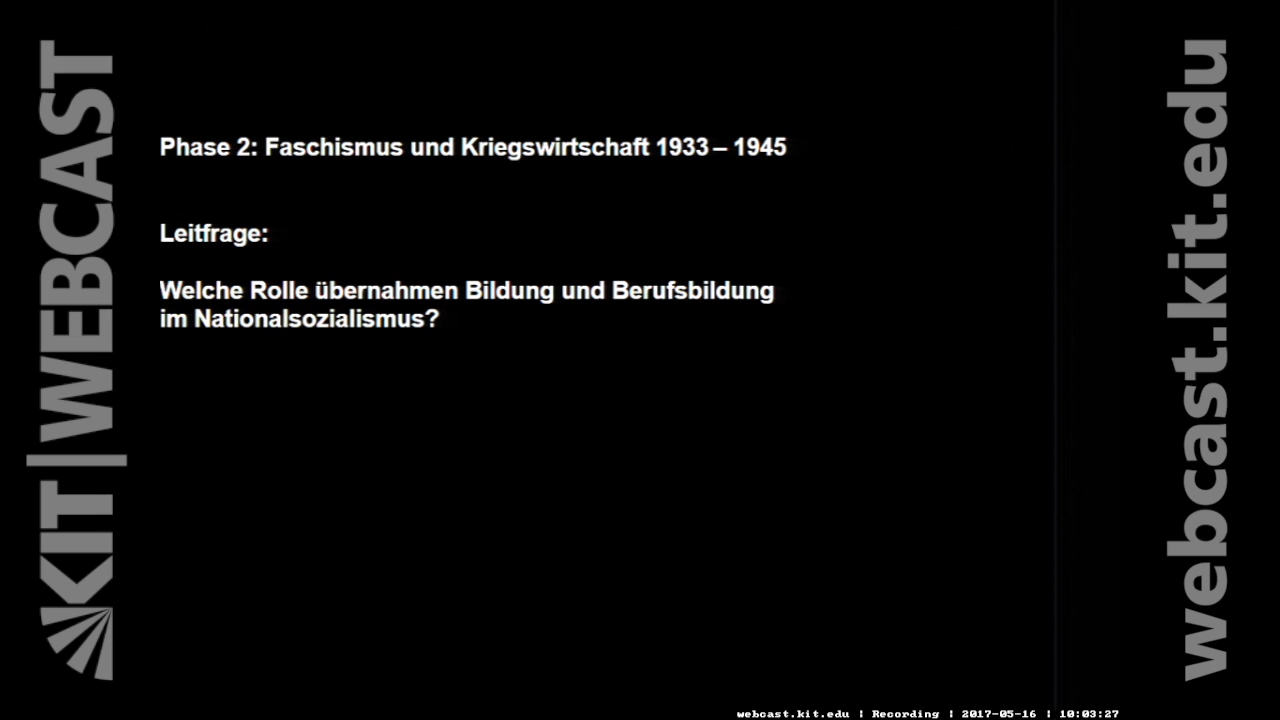 KIT|WEBCAST
Phase 2: Faschismus und Kriegswirtschaft 1933 – 1945
Leitfrage:
Welche Rolle übernahmen Bildung und Berufsbildung
im Nationalsozialismus?
webcast.kit.edu
webcast.kit.edu | Recording | 2017-05-16 | 10:03:27